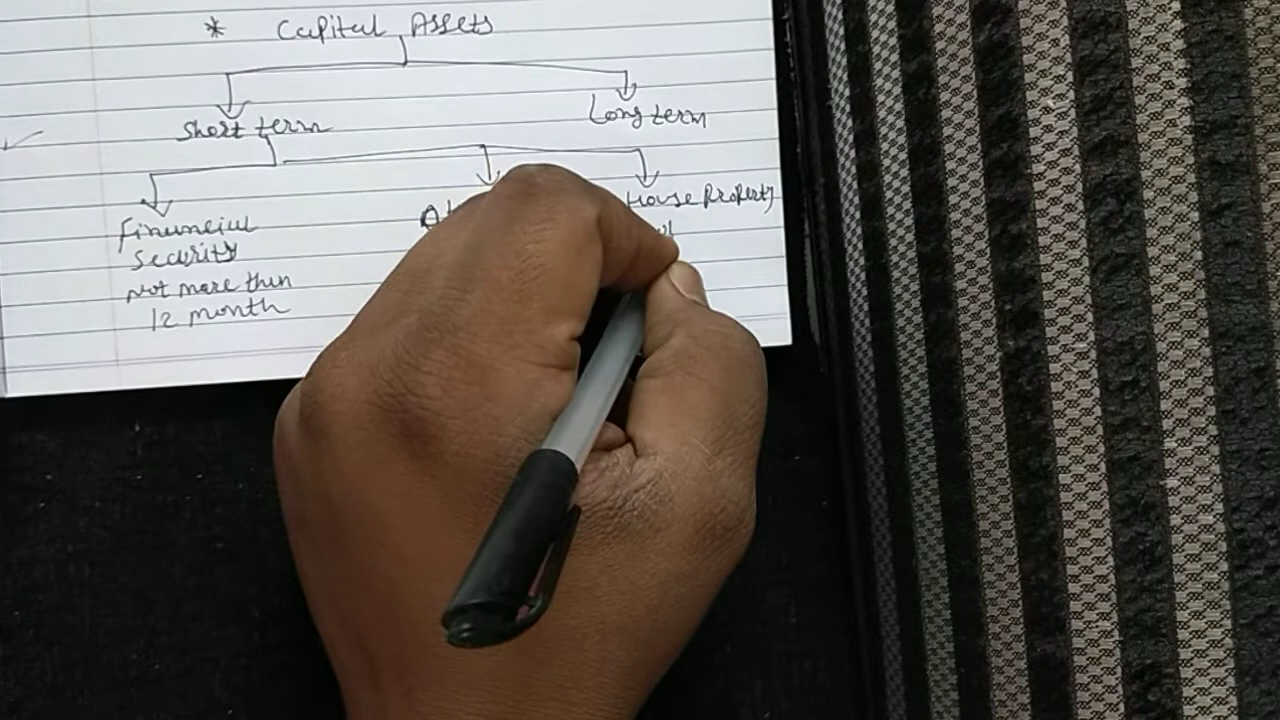 * Capital Assets
Short term
Long term
Financial
Security
Not more than
12 month
House Property